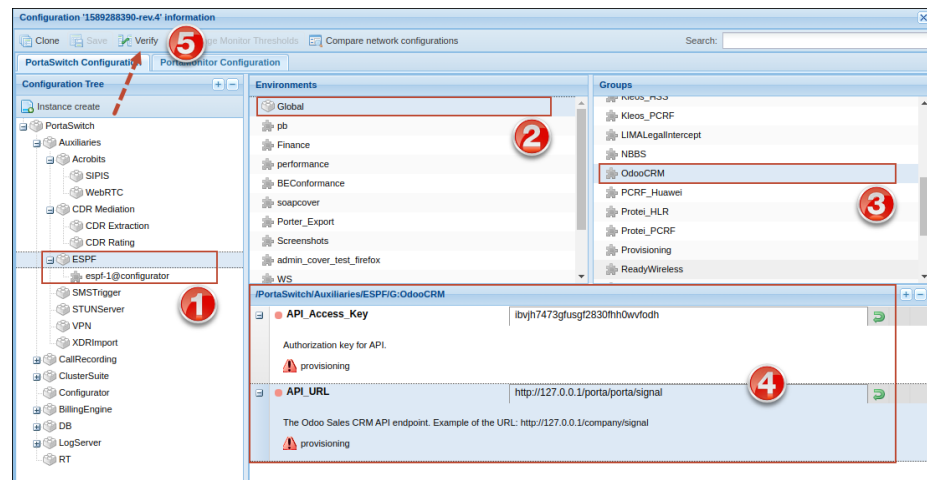 Configuration '1589288390-rev.4' information
Clone Save Verify Monitor Thresholds Compare network configurations Search:
PortaSwitch Configuration PortaMonitor Configuration
Configuration Tree
Instance create
PortaSwitch
Auxiliaries
Acrobits
SIPIS
WebRTC
CDR Mediation
CDR Extraction
CDR Rating
ESPF
espf-1@configurator
SMSTrigger
STUNServer
VPN
XDRImport
CallRecording
ClusterSuite
Configurator
BillingEngine
DB
LogServer
RT
1
5
Environments
Global
pb
Finance
performance
BEConformance
soapcover
Porter_Export
Screenshots
admin_cover_test_firefox
WS
2
Groups
Kleos_HSS
Kleos_PCRF
LIMALegalIntercept
NBBS
OdooCRM
PCRF_Huawei
Protei_HLR
Protei_PCRF
Provisioning
ReadyWireless
3
/PortaSwitch/Auxiliaries/ESPF/G:OdooCRM
API_Access_Key ibvjh7473gfusgf2830fhh0wvfodh
Authorization key for API.
provisioning
API_URL http://127.0.0.1/porta/porta/signal
The Odoo Sales CRM API endpoint. Example of the URL: http://127.0.0.1/company/signal
provisioning
4